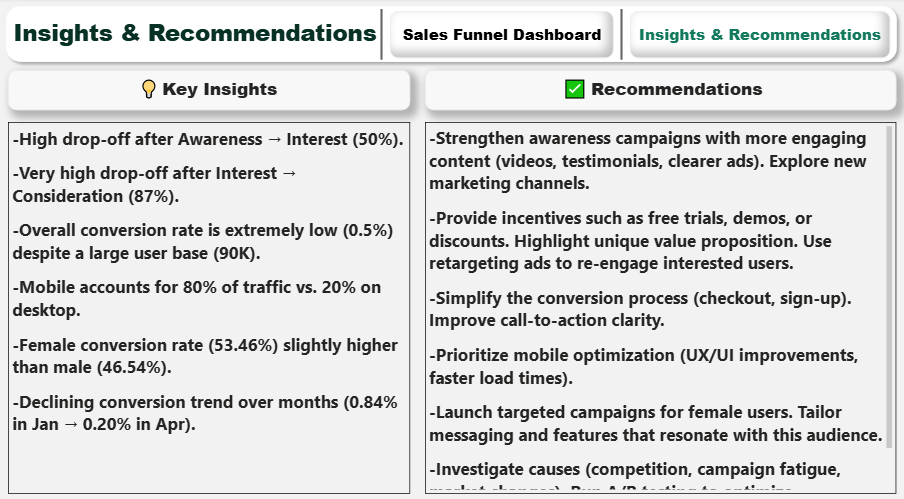 Insights & Recommendations
Sales Funnel Dashboard
Insights & Recommendations
Key Insights
Recommendations
-High drop-off after Awareness → Interest (50%).
-Very high drop-off after Interest →
Consideration (87%).
-Overall conversion rate is extremely low (0.5%)
despite a large user base (90K).
-Mobile accounts for 80% of traffic vs. 20% on
desktop.
-Female conversion rate (53.46%) slightly higher
than male (46.54%).
-Declining conversion trend over months (0.84%
in Jan → 0.20% in Apr).
-Strengthen awareness campaigns with more engaging
content (videos, testimonials, clearer ads). Explore new
marketing channels.
-Provide incentives such as free trials, demos, or
discounts. Highlight unique value proposition. Use
retargeting ads to re-engage interested users.
-Simplify the conversion process (checkout, sign-up).
Improve call-to-action clarity.
-Prioritize mobile optimization (UX/UI improvements,
faster load times).
-Launch targeted campaigns for female users. Tailor
messaging and features that resonate with this audience.
-Investigate causes (competition, campaign fatigue,
market changes). Run A/B testing to optimize